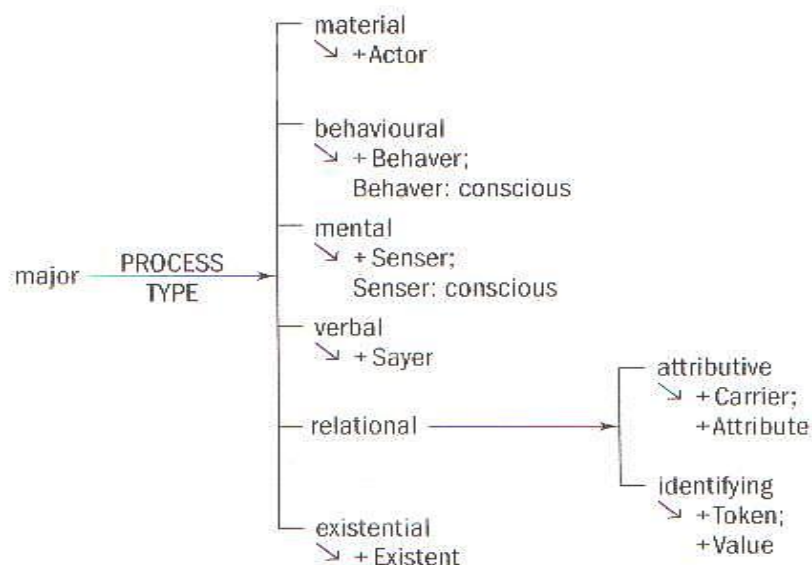 material
↘ +Actor
behavioural
↘ + Behaver;
Behaver: conscious
mental
↘ + Senser;
Senser: conscious
major
PROCESS
TYPE
verbal
↘ + Sayer
relational
attributive
↘ + Carrier;
+Attribute
identifying
↘ +Token;
+Value
existential
↘ + Existent